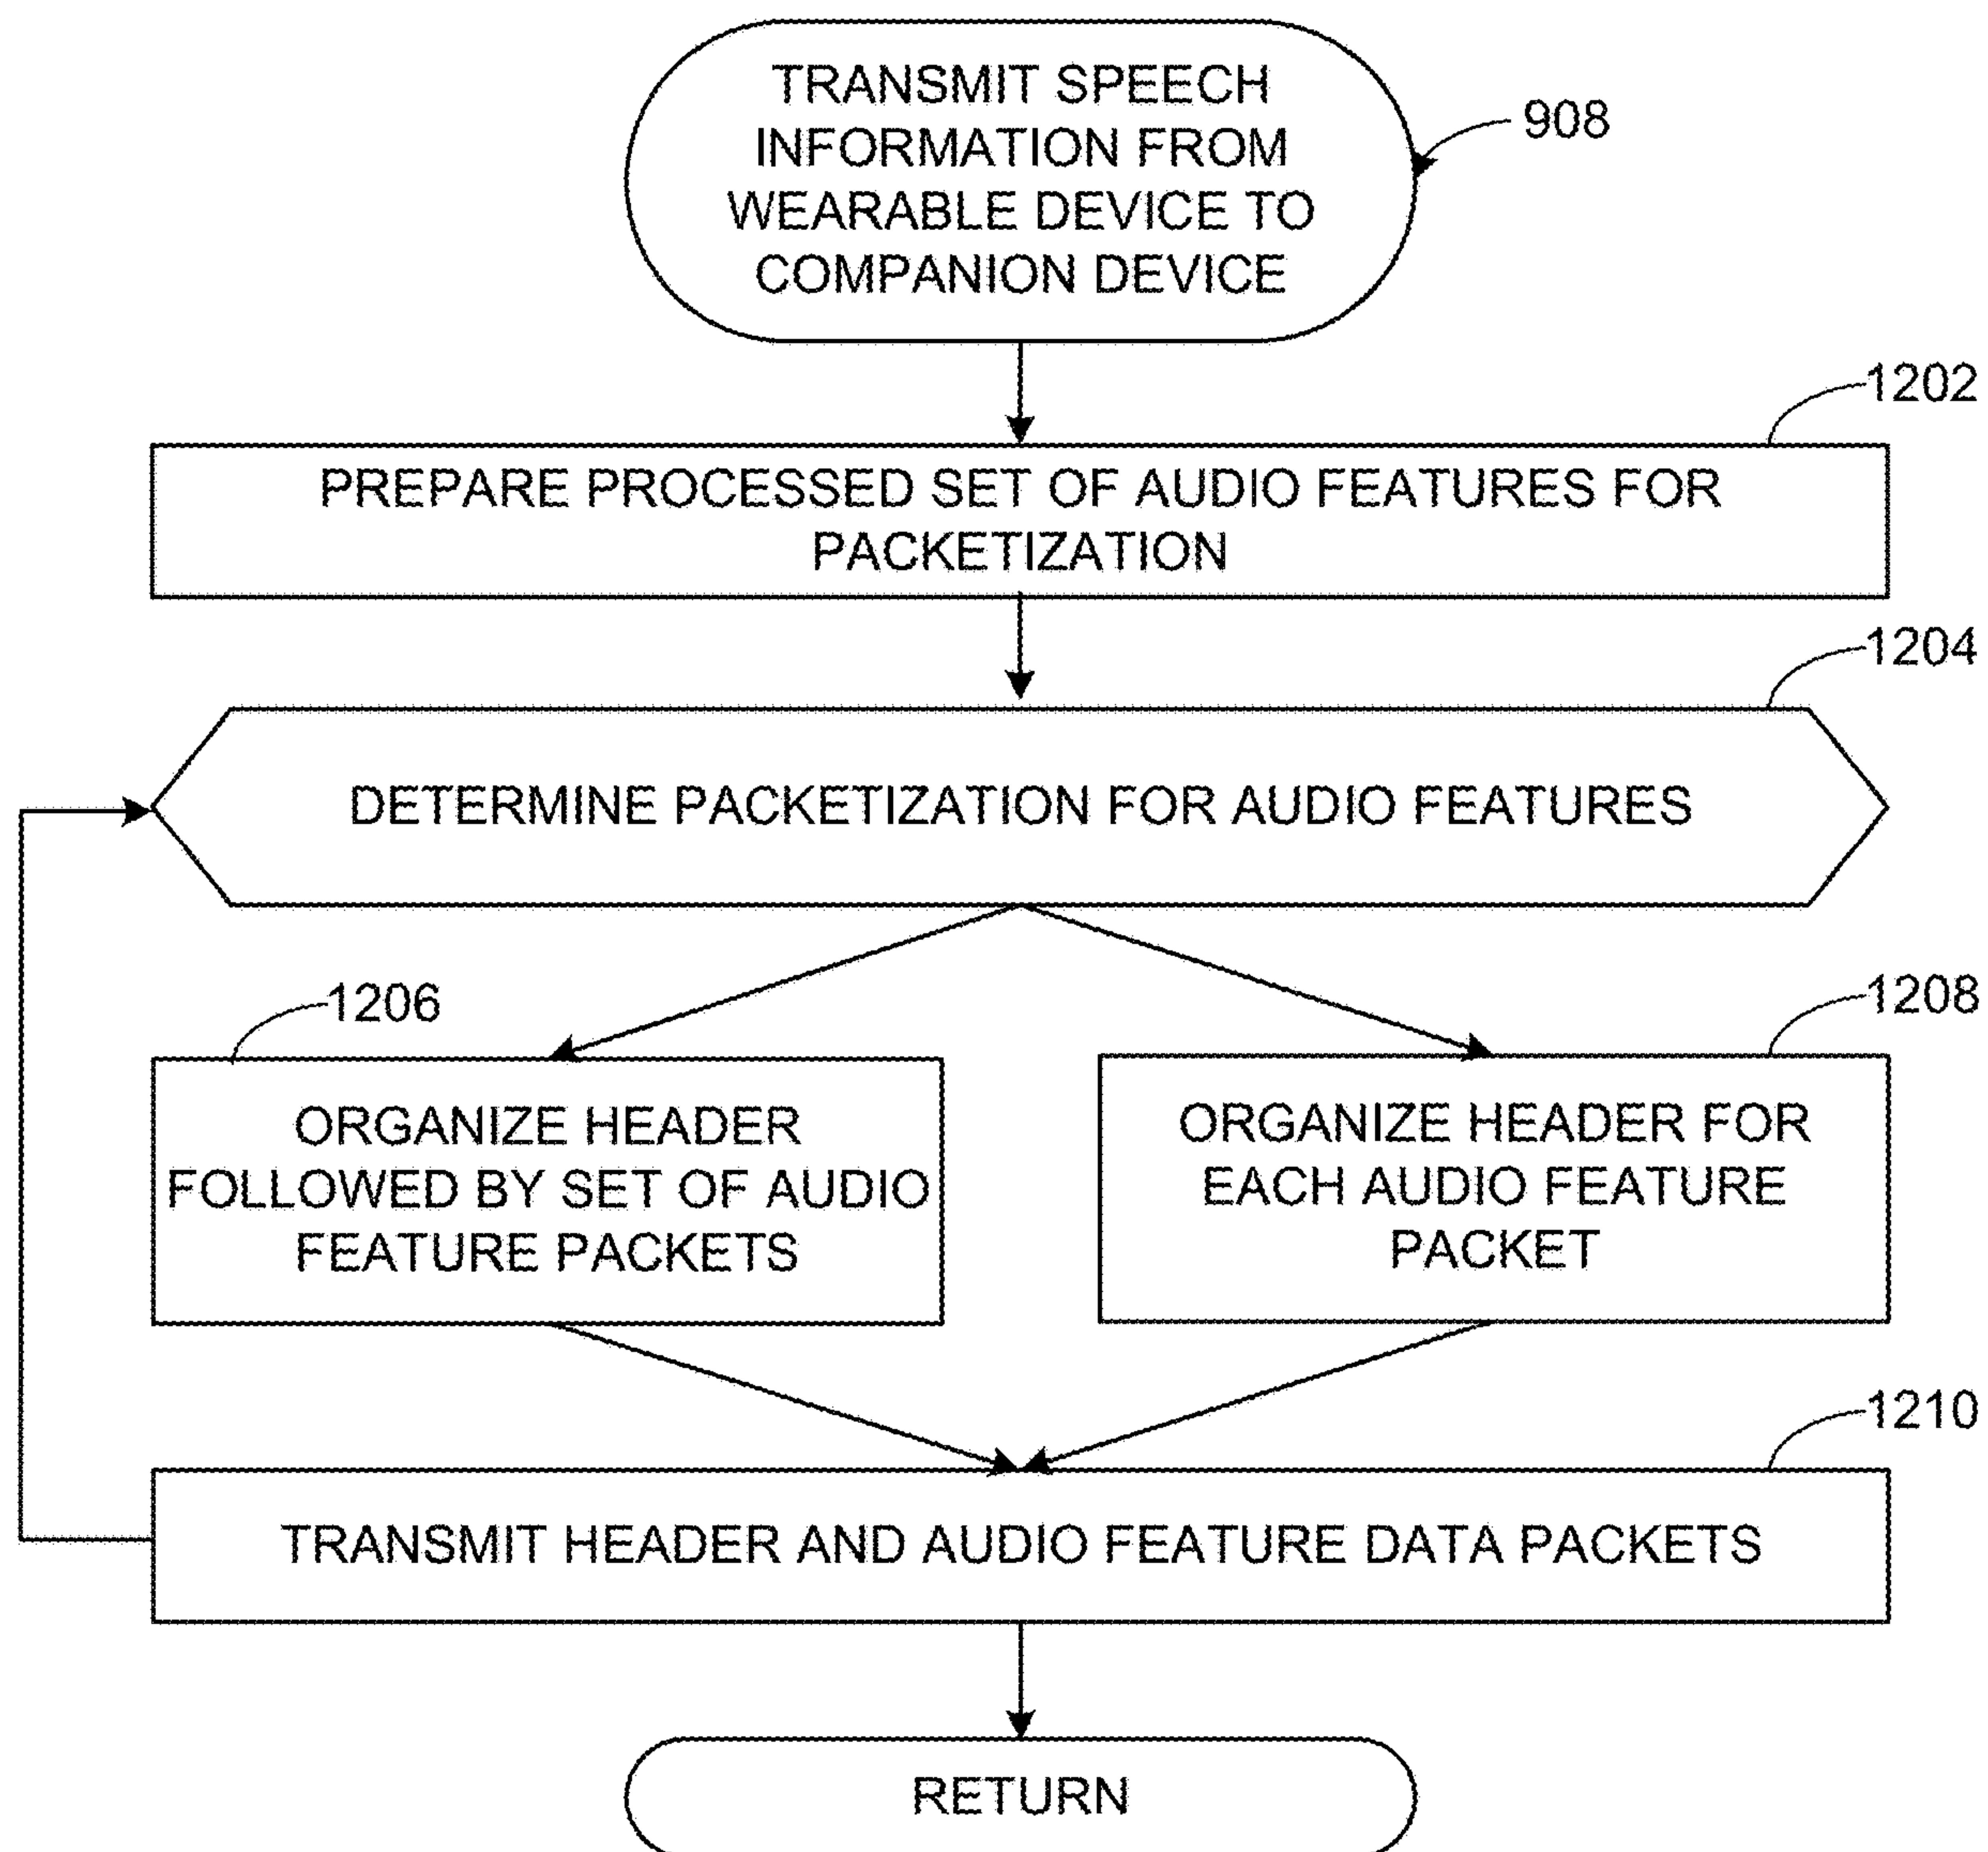 TRANSMIT SPEECH
INFORMATION FROM
WEARABLE DEVICE TO
COMPANION DEVICE
908
1202
PREPARE PROCESSED SET OF AUDIO FEATURES FOR
PACKETIZATION
1204
DETERMINE PACKETIZATION FOR AUDIO FEATURES
1206
ORGANIZE HEADER
FOLLOWED BY SET OF AUDIO
FEATURE PACKETS
1208
ORGANIZE HEADER FOR
EACH AUDIO FEATURE
PACKET
1210
TRANSMIT HEADER AND AUDIO FEATURE DATA PACKETS
RETURN